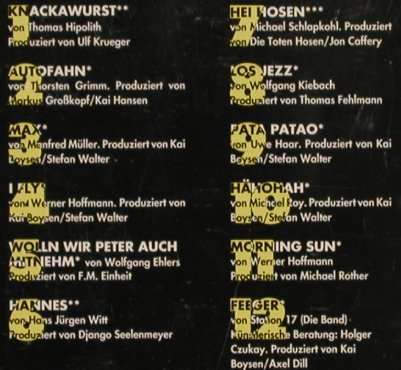 KNACKAWURST**
von Thomas Hipolith
Produziert von Ulf Krueger
AUTOFAHN*
von Thorsten Grimm. Produziert von
Markus Großkopf/Kai Hansen
MAX*
von Manfred Müller. Produziert von Kai
Boysen/Stefan Walter
I FLY*
von Werner Hoffmann. Produziert von
Kai Boysen/Stefan Walter
WOLLN WIR PETER AUCH
MITNEHM* von Wolfgang Ehlers
Produziert von F.M. Einheit
HANNES**
von Hans Jürgen Witt
Produziert von Django Seelenmeyer
HEI HOSEN***
von Michael Schlapkohl. Produziert
von Die Toten Hosen/Jon Caffery
LOS JEZZ*
von Wolfgang Kiebach
Produziert von Thomas Fehlmann
PATA PATAO*
von Uwe Haar. Produziert von Kai
Boysen/Stefan Walter
HÄHOHAH*
von Michael Roy. Produziert von Kai
Boysen/Stefan Walter
MORNING SUN*
von Werner Hoffmann
Produziert von Michael Rother
FEEGER*
von Station 17 (Die Band)
Künstlerische Beratung: Holger
Czukay. Produziert von Kai
Boysen/Axel Dill